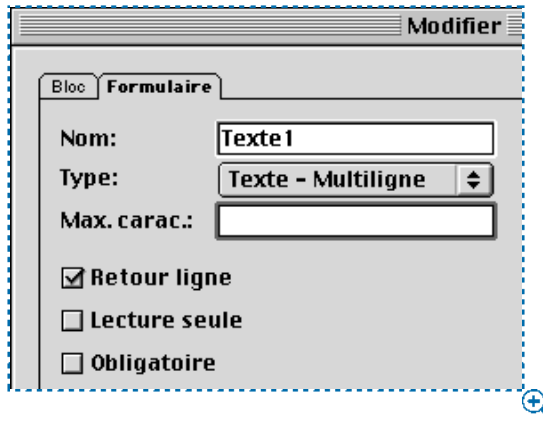 Modifier
Bloc Formulaire
Nom: Texte1
Type: Texte - Multiligne
Max. carac.:
Retour ligne
Lecture seule
Obligatoire